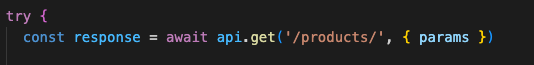 try {
const response = await api.get('/products/', { params })